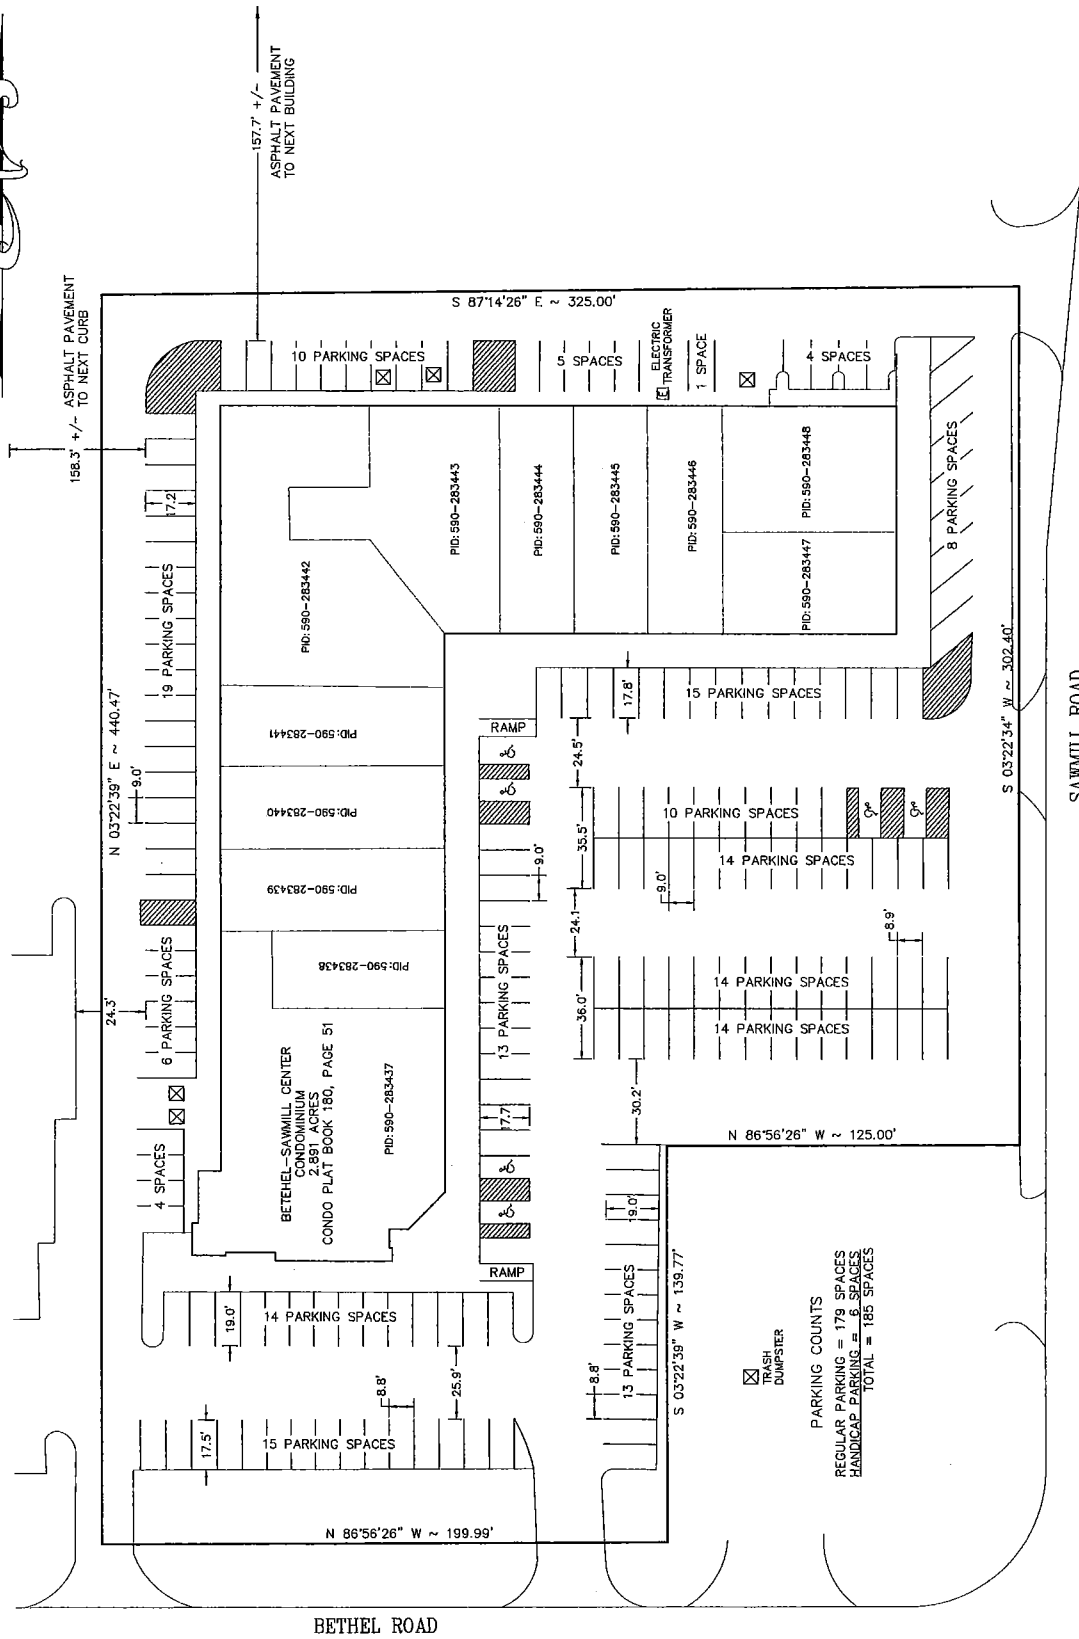 157.7' +/-
ASPHALT PAVEMENT
TO NEXT BUILDING
158.3' +/- ASPHALT PAVEMENT
TO NEXT CURB
S 87°14'26" E ~ 325.00'
10 PARKING SPACES
5 SPACES
E
ELECTRIC
TRANSFORMER
1 SPACE
4 SPACES
17.2
19 PARKING SPACES
N 03°22'39" E ~ 440.47'
9.0'
PID: 590-283442
PID: 590-283443
PID: 590-283444
PID: 590-283445
PID: 590-283446
PID: 590-283447
PID: 590-283448
8 PARKING SPACES
S 03°22'34" W ~ 302.40'
SAWMILL ROAD
PID: 590-283441
PID: 590-283440
PID: 590-283439
PID: 590-283438
RAMP
17.8'
15 PARKING SPACES
24.5'
10 PARKING SPACES
35.5'
14 PARKING SPACES
9.0'
9.0'
24.1
8.9'
14 PARKING SPACES
36.0'
14 PARKING SPACES
13 PARKING SPACES
17.7
30.2'
N 86°56'26" W ~ 125.00'
24.3'
6 PARKING SPACES
4 SPACES
BETEHEL-SAWMILL CENTER
CONDOMINIUM
2.891 ACRES
CONDO PLAT BOOK 180, PAGE 51
PID: 590-283437
RAMP
19.0'
14 PARKING SPACES
19.0'
13 PARKING SPACES
8.8'
S 03°22'39" W ~ 139.77'
8.8'
25.9'
17.5'
15 PARKING SPACES
N 86°56'26" W ~ 199.99'
TRASH
DUMPSTER
PARKING COUNTS
REGULAR PARKING = 179 SPACES
HANDICAP PARKING = 6 SPACES
TOTAL = 185 SPACES
BETHEL ROAD